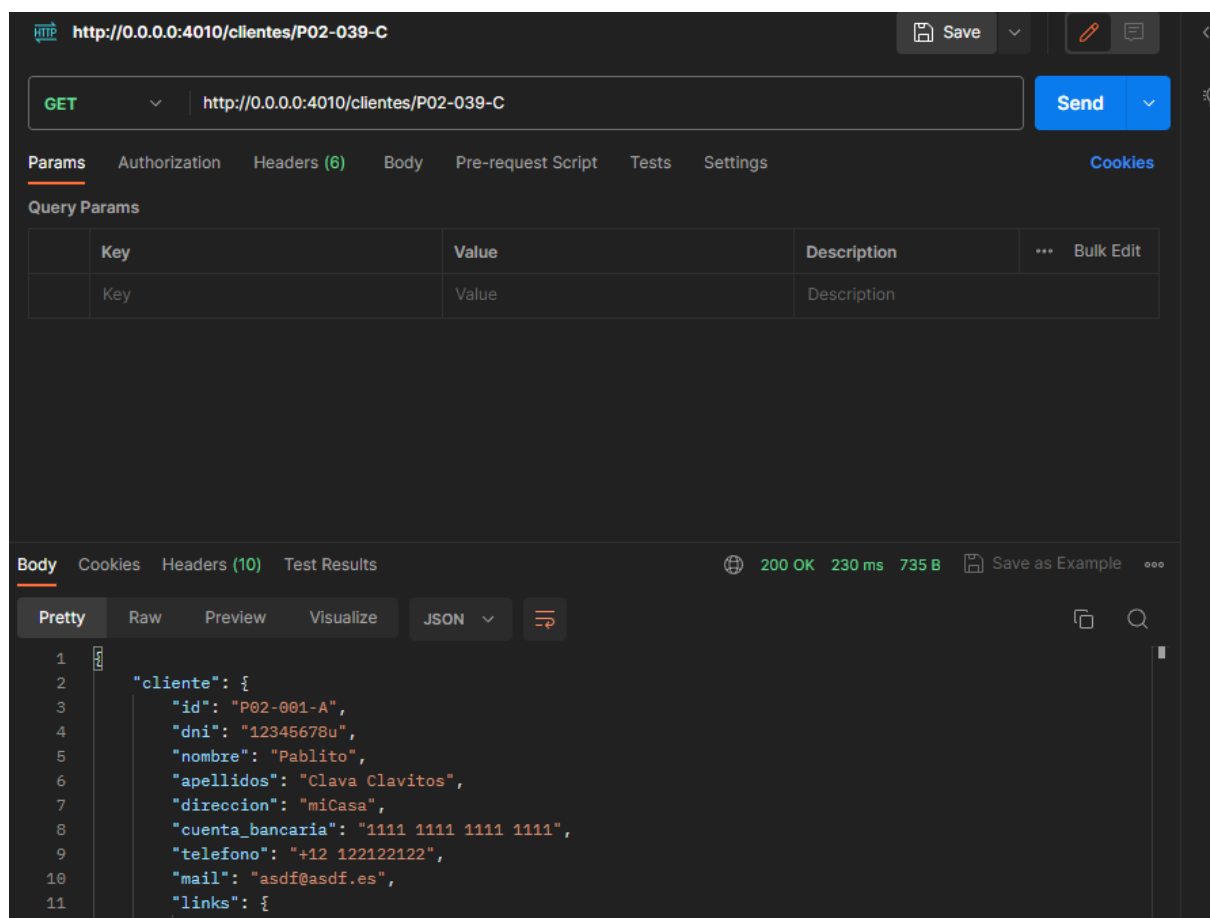 HTTP http://0.0.0.0:4010/clientes/P02-039-C Save
GET http://0.0.0.0:4010/clientes/P02-039-C Send
Params Authorization Headers (6) Body Pre-request Script Tests Settings Cookies
Query Params
Key Value Description ••• Bulk Edit
Key Value Description
Body Cookies Headers (10) Test Results 200 OK 230 ms 735 B Save as Example
Pretty Raw Preview Visualize JSON
1 {
2 "cliente": {
3 "id": "P02-001-A",
4 "dni": "12345678u",
5 "nombre": "Pablito",
6 "apellidos": "Clava Clavitos",
7 "direccion": "miCasa",
8 "cuenta_bancaria": "1111 1111 1111 1111",
9 "telefono": "+12 122122122",
10 "mail": "asdf@asdf.es",
11 "links": {